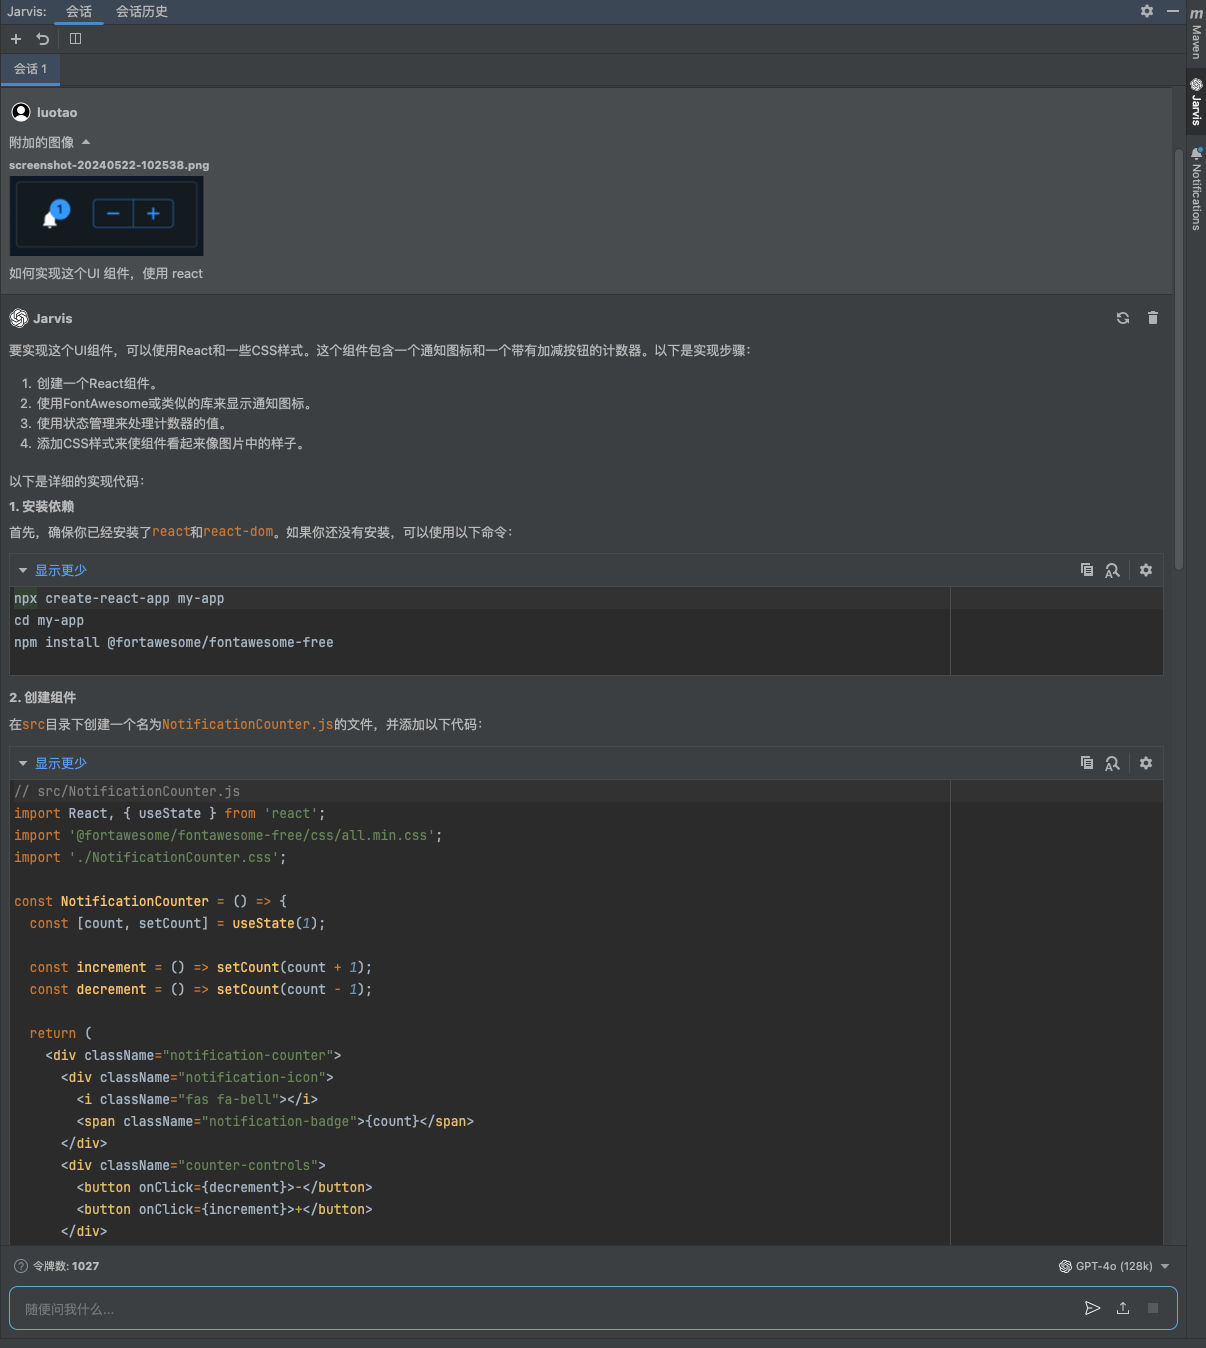 Jarvis: 会话 会话历史
会话 1
luotao
附加的图像
screenshot-20240522-102538.png
1
− +
如何实现这个UI 组件，使用 react
Jarvis
要实现这个UI组件，可以使用React和一些CSS样式。这个组件包含一个通知图标和一个带有加减按钮的计数器。以下是实现步骤：
1. 创建一个React组件。
2. 使用FontAwesome或类似的库来显示通知图标。
3. 使用状态管理来处理计数器的值。
4. 添加CSS样式来使组件看起来像图片中的样子。
以下是详细的实现代码：
1. 安装依赖
首先，确保你已经安装了react和react-dom。如果你还没有安装，可以使用以下命令：
显示更少
npx create-react-app my-app
cd my-app
npm install @fortawesome/fontawesome-free
2. 创建组件
在src目录下创建一个名为NotificationCounter.js的文件，并添加以下代码：
显示更少
// src/NotificationCounter.js
import React, { useState } from 'react';
import '@fortawesome/fontawesome-free/css/all.min.css';
import './NotificationCounter.css';
const NotificationCounter = () => {
const [count, setCount] = useState(1);
const increment = () => setCount(count + 1);
const decrement = () => setCount(count - 1);
return (
<div className="notification-counter">
<div className="notification-icon">
<i className="fas fa-bell"></i>
<span className="notification-badge">{count}</span>
</div>
<div className="counter-controls">
<button onClick={decrement}>-</button>
<button onClick={increment}>+</button>
</div>
令牌数: 1027
GPT-4o (128k)
随便问我什么...
m Maven
Jarvis
Notifications